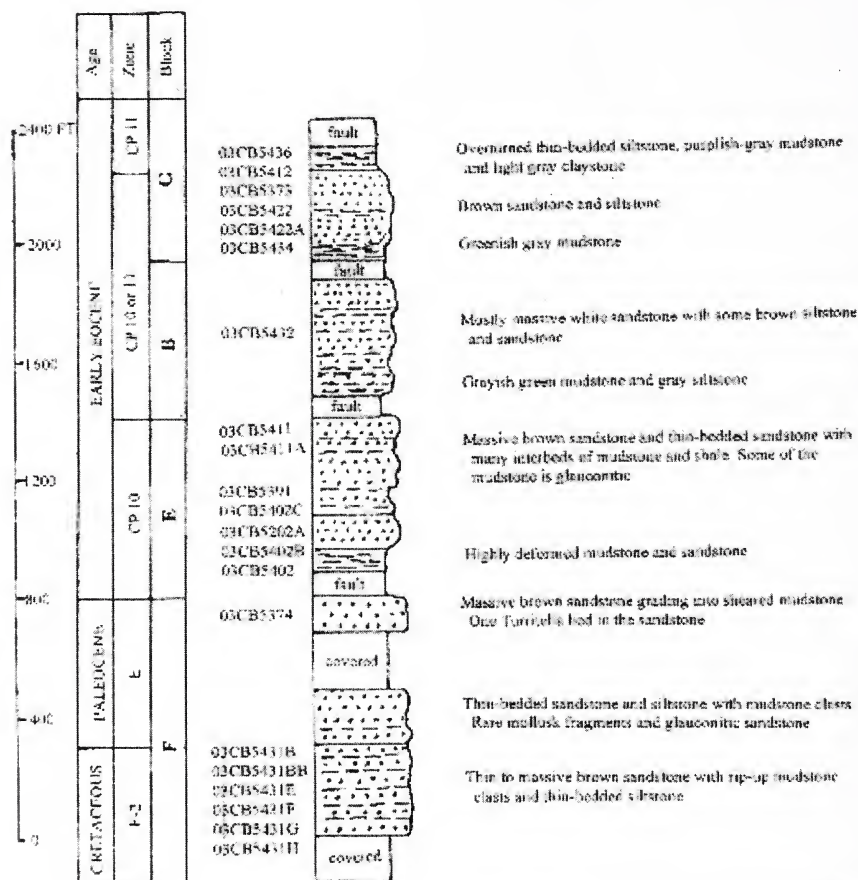 Age
Zone
Block
2400 FT
2000
1600
1200
800
400
0
EARLY EOCENE
PALEOCENE
CRETACEOUS
CP 11
CP 10 or 11
CP 10
E
F-2
C
B
E
F
fault
03CB5436
03CB5412
03CB5373
03CB5422
03CB5422A
03CB5434
fault
03CB5432
fault
03CB5411
03CB5411A
03CB5391
03CB5402C
03CB5202A
03CB5402B
03CB5402
fault
03CB5374
covered
03CB5431B
03CB5431BB
03CB5431E
03CB5431F
03CB5431G
03CB5431H
covered
Overturned thin-bedded siltstone, purplish-gray mudstone
and light gray claystone
Brown sandstone and siltstone
Greenish gray mudstone
Mostly massive white sandstone with some brown siltstone
and sandstone
Grayish green mudstone and gray siltstone
Massive brown sandstone and thin-bedded sandstone with
many interbeds of mudstone and shale. Some of the
mudstone is glauconitic
Highly deformed mudstone and sandstone
Massive brown sandstone grading into sheared mudstone
One Turritella bed in the sandstone
Thin-bedded sandstone and siltstone with mudstone clasts
Rare mollusk fragments and glauconitic sandstone
Thin to massive brown sandstone with rip-up mudstone
clasts and thin-bedded siltstone